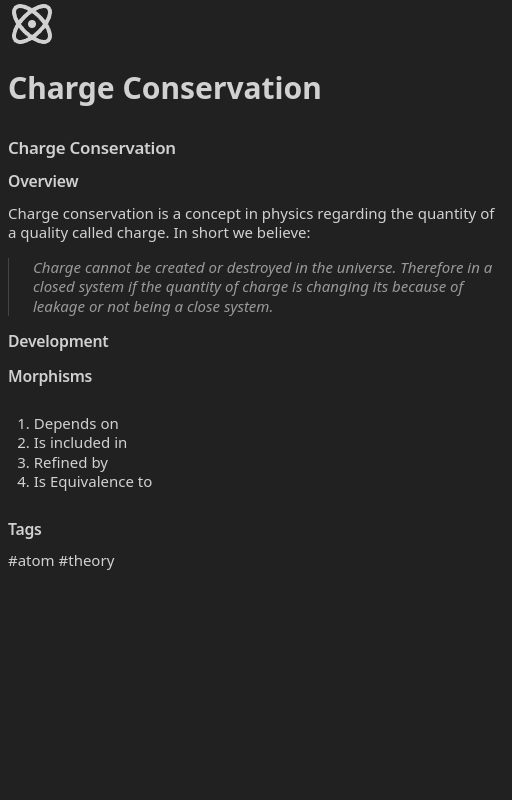 Charge Conservation
Charge Conservation
Overview
Charge conservation is a concept in physics regarding the quantity of
a quality called charge. In short we believe:
Charge cannot be created or destroyed in the universe. Therefore in a
closed system if the quantity of charge is changing its because of
leakage or not being a close system.
Development
Morphisms
1. Depends on
2. Is included in
3. Refined by
4. Is Equivalence to
Tags
#atom #theory